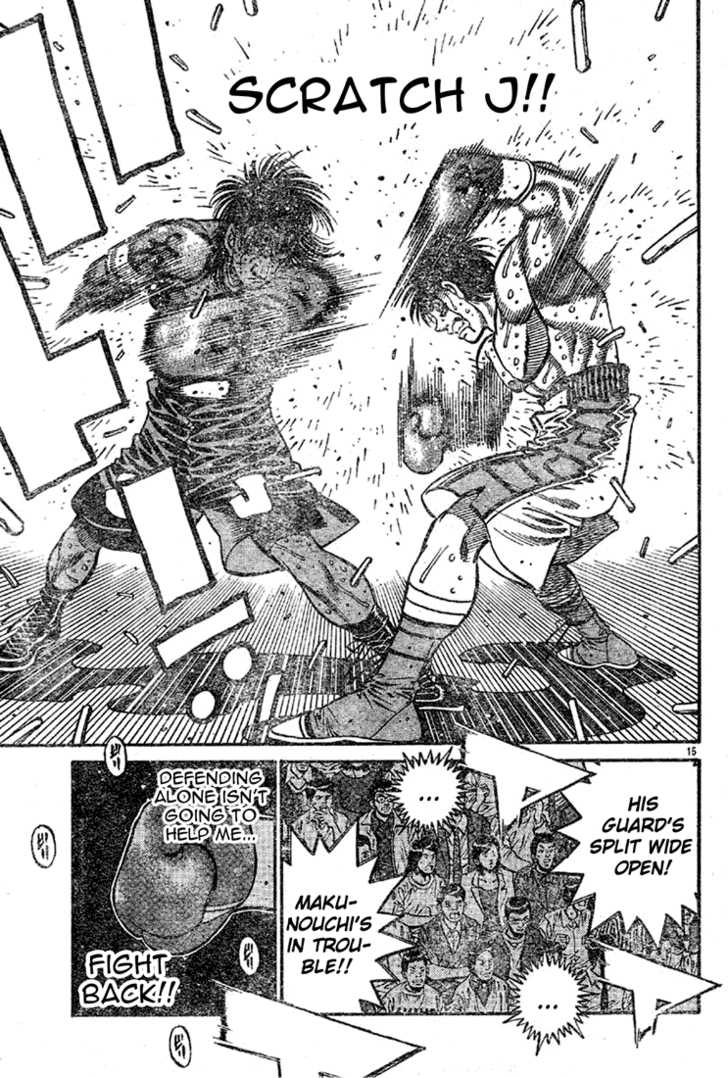 SCRATCH J!!
15
HIS
GUARD'S
SPLIT WIDE
OPEN!
...
MAKU-
NOUCHI'S
IN TROU-
BLE!!
...
DEFENDING
ALONE ISN'T
GOING TO
HELP ME...
FIGHT
BACK!!